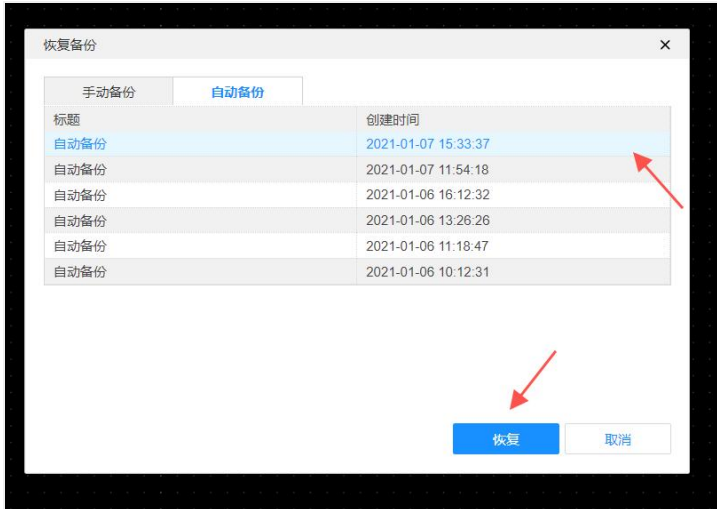 恢复备份
手动备份 自动备份
标题 创建时间
自动备份 2021-01-07 15:33:37
自动备份 2021-01-07 11:54:18
自动备份 2021-01-06 16:12:32
自动备份 2021-01-06 13:26:26
自动备份 2021-01-06 11:18:47
自动备份 2021-01-06 10:12:31
恢复 取消